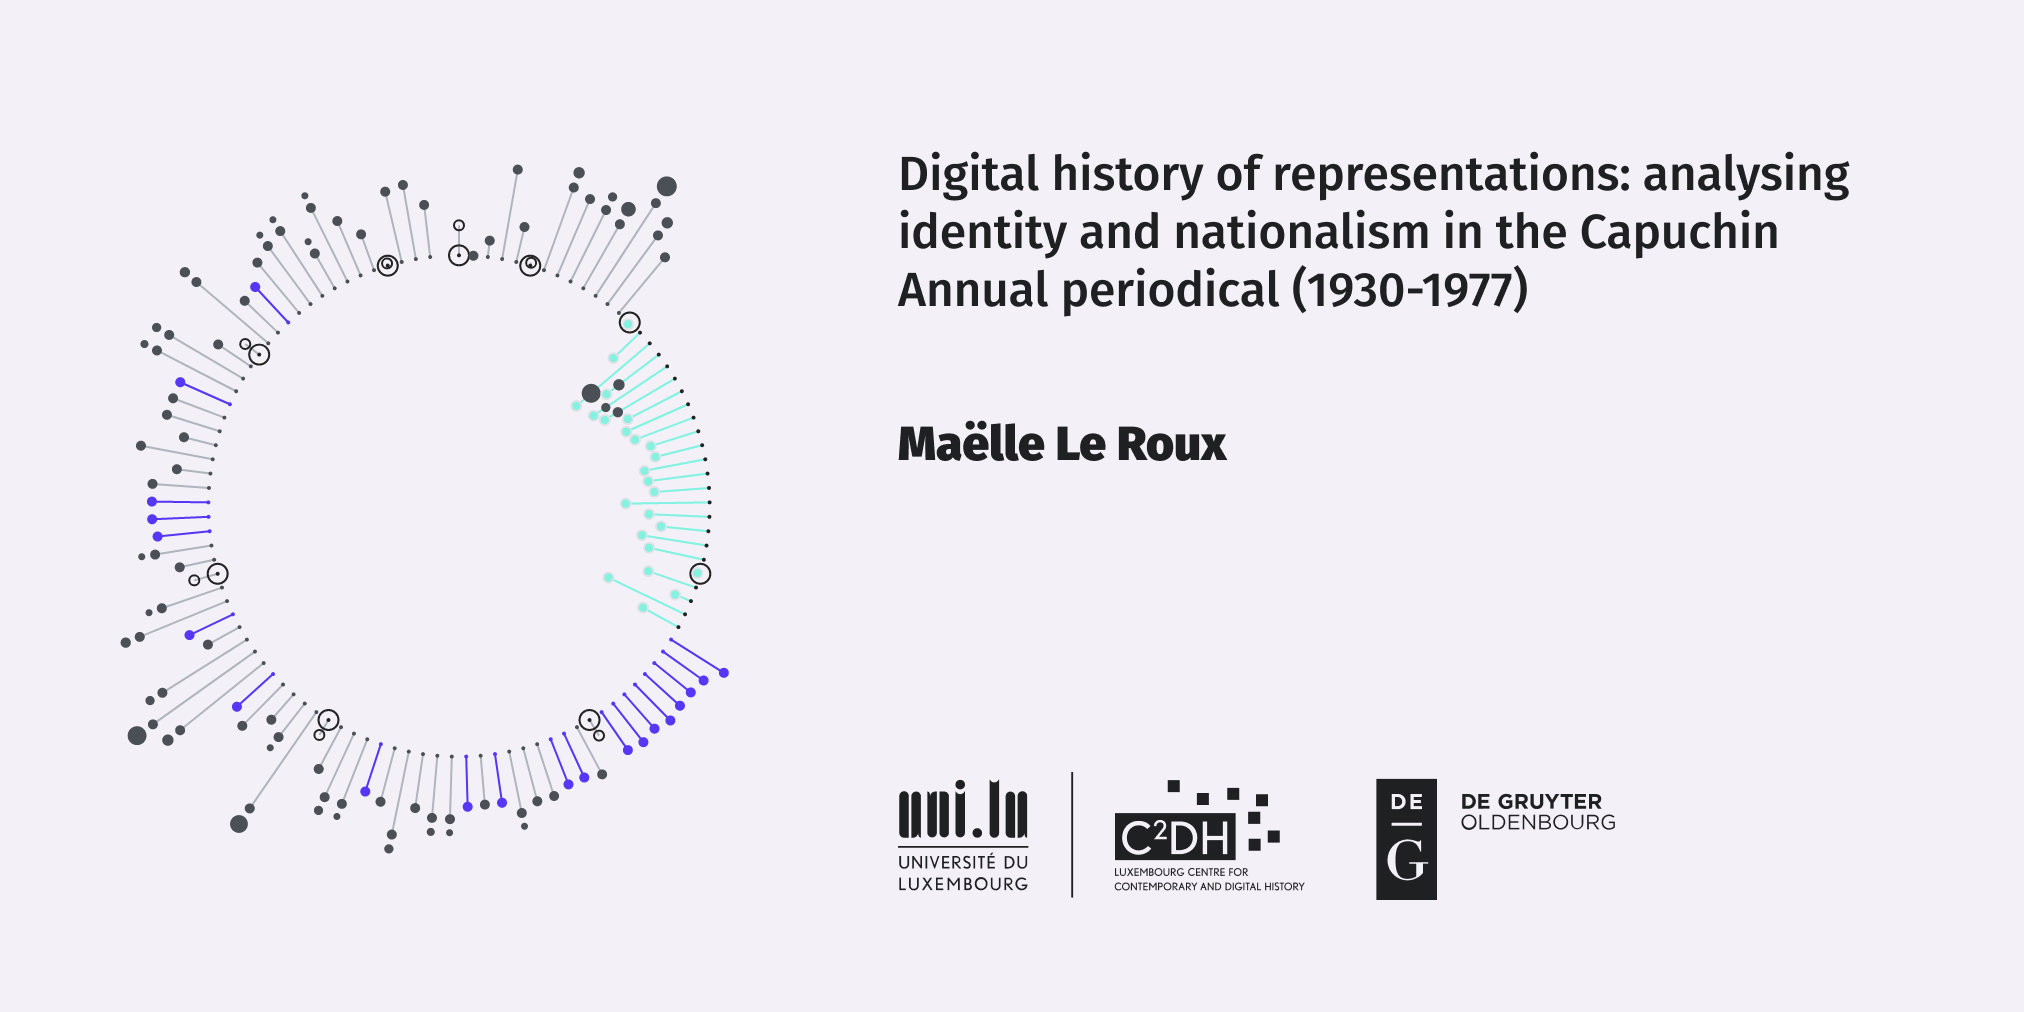 Digital history of representations: analysing
identity and nationalism in the Capuchin
Annual periodical (1930-1977)
Maëlle Le Roux
uni.lu
UNIVERSITÉ DU
LUXEMBOURG
C²DH
LUXEMBOURG CENTRE FOR
CONTEMPORARY AND DIGITAL HISTORY
DE
G
DE GRUYTER
OLDENBOURG